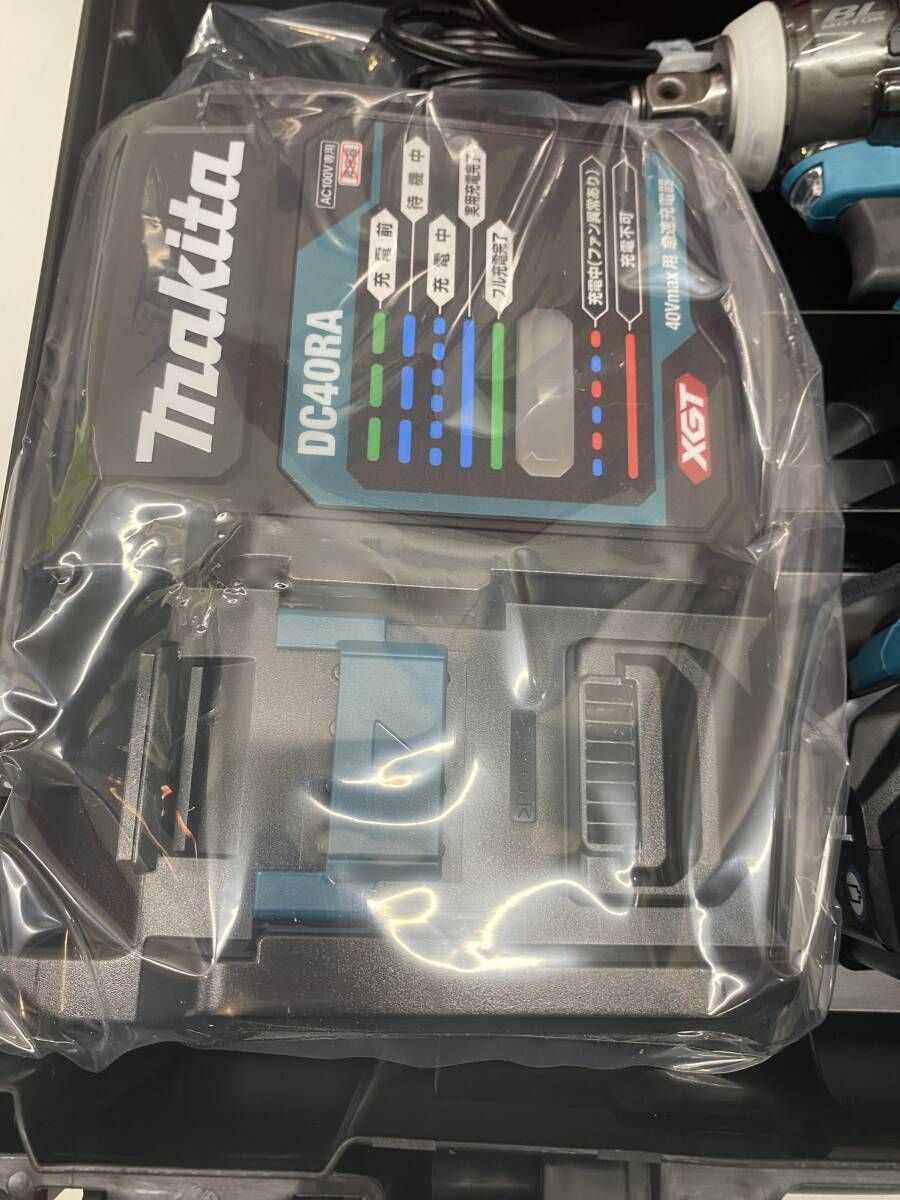 Makita
AC100V専用
DC40RA
充電前
待機中
充電中
実用充電完了
フル充電完了
充電中(ファン異常あり)
充電不可
40Vmax用 急速充電器
XGT
BL
MOTOR